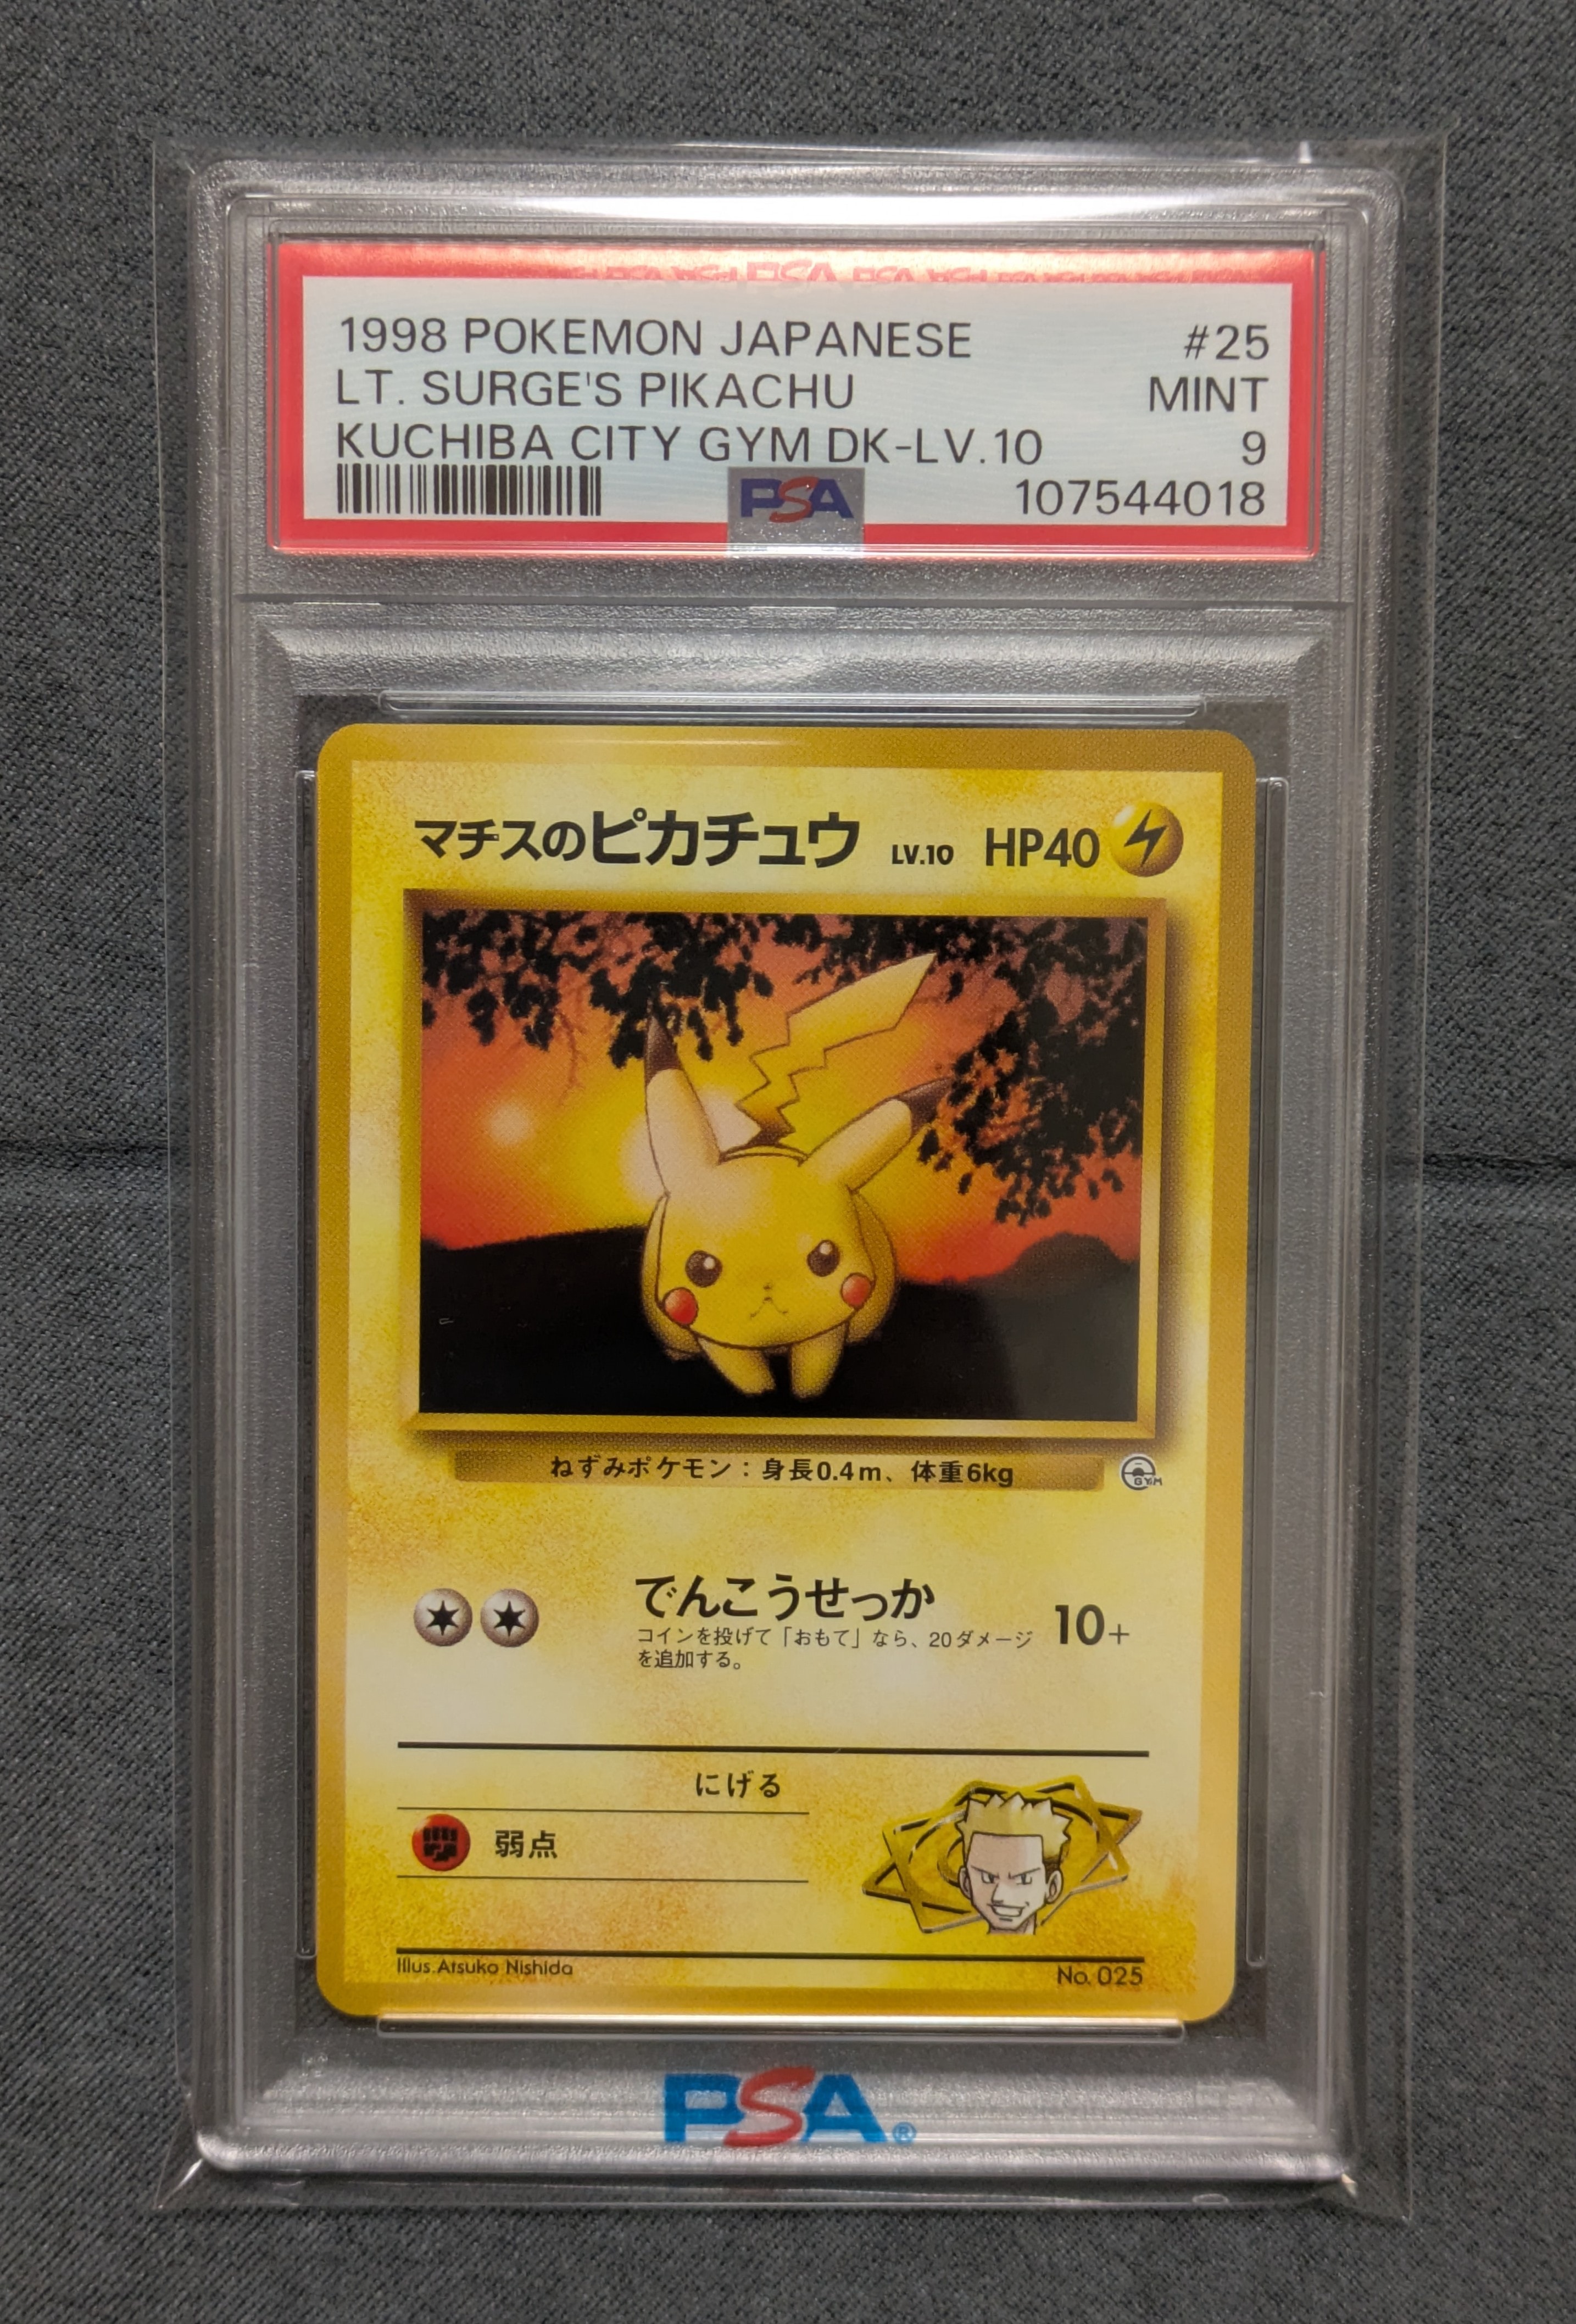 1998 POKEMON JAPANESE #25
LT. SURGE'S PIKACHU MINT
KUCHIBA CITY GYM DK-LV.10 9
PSA 107544018
マチスのピカチュウ LV.10 HP40
ねずみポケモン：身長0.4m、体重6kg
GYM
でんこうせっか 10+
コインを投げて「おもて」なら、20ダメージ
を追加する。
にげる
弱点
Illus. Atsuko Nishida No. 025
PSA®